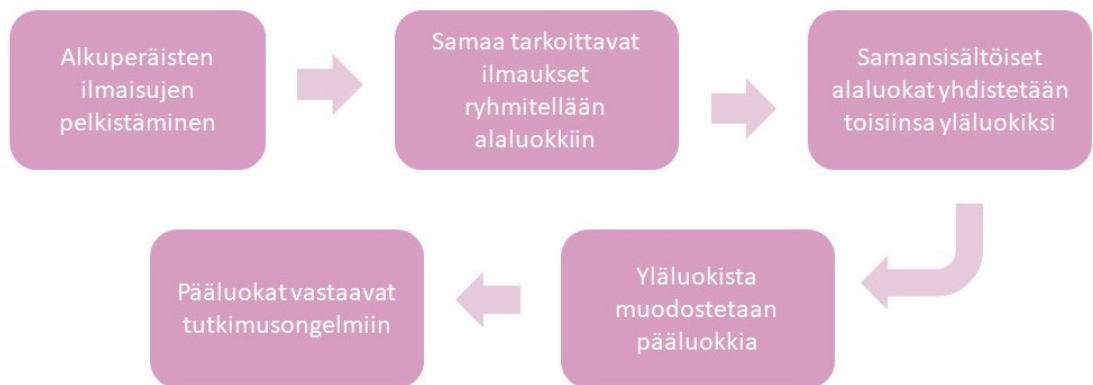 Alkuperäisten
ilmaisujen
pelkistäminen
Samaa tarkoittavat
ilmaukset
ryhmitellään
alaluokkiin
Samansisältöiset
alaluokat yhdistetään
toisiinsa yläluokiksi
Yläluokista
muodostetaan
pääluokkia
Pääluokat vastaavat
tutkimusongelmiin